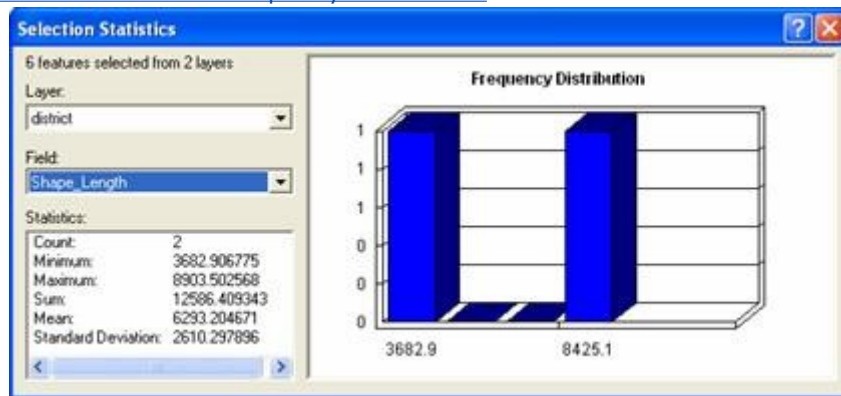 Selection Statistics
6 features selected from 2 layers
Layer:
district
Field:
Shape_Length
Statistics:
Count: 2
Minimum: 3682.906775
Maximum: 8903.502568
Sum: 12586.409343
Mean: 6293.204671
Standard Deviation: 2610.297896
Frequency Distribution
1
1
1
0
0
0
3682.9 8425.1